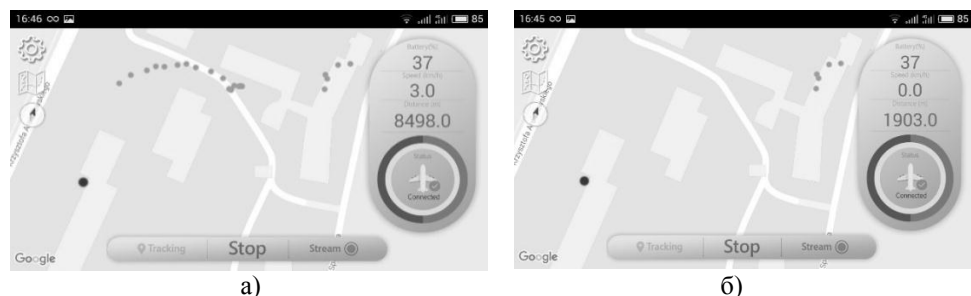 16:46 85
Battery(%)
37
Speed (km/h)
3.0
Distance (m)
8498.0
Status
Connected
Tracking Stop Stream
Google
а)
16:45 85
Battery(%)
37
Speed (km/h)
0.0
Distance (m)
1903.0
Status
Connected
Tracking Stop Stream
Google
б)